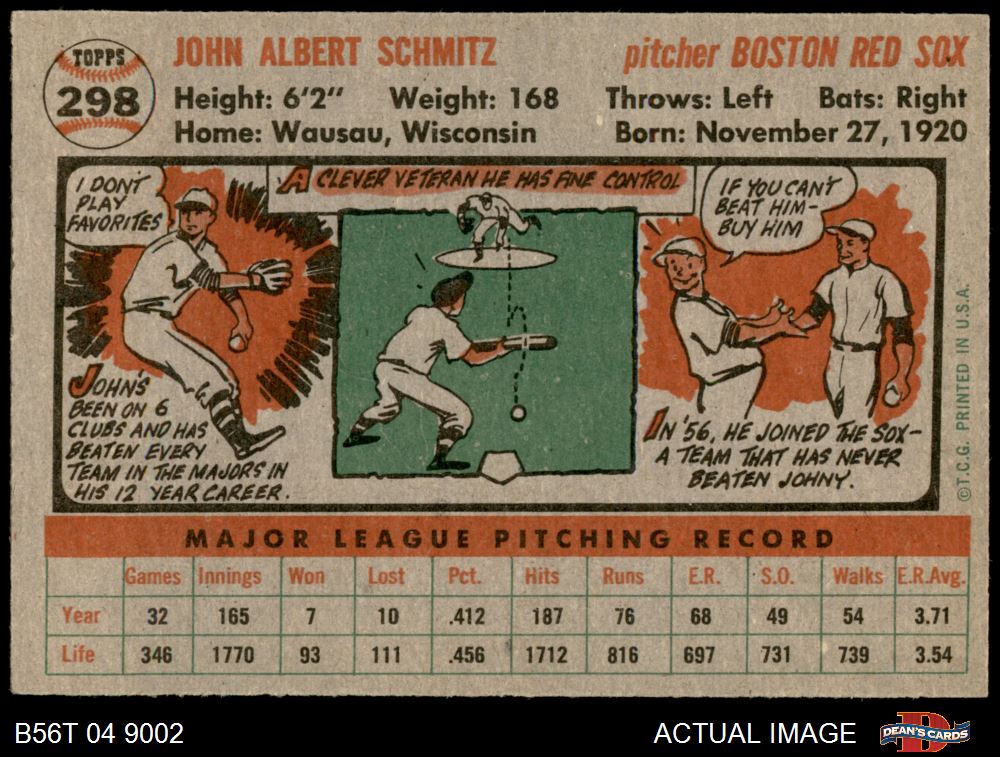 TOPPS
298
JOHN ALBERT SCHMITZ
pitcher BOSTON RED SOX
Height: 6'2" Weight: 168 Throws: Left Bats: Right
Home: Wausau, Wisconsin Born: November 27, 1920
I DON'T
PLAY
FAVORITES
JOHN'S
BEEN ON 6
CLUBS AND HAS
BEATEN EVERY
TEAM IN THE MAJORS IN
HIS 12 YEAR CAREER.
A CLEVER VETERAN HE HAS FINE CONTROL
IF YOU CAN'T
BEAT HIM-
BUY HIM
IN '56, HE JOINED THE SOX-
A TEAM THAT HAS NEVER
BEATEN JOHNY.
©T.C.G. PRINTED IN U.S.A.
MAJOR LEAGUE PITCHING RECORD
Games Innings Won Lost Pct. Hits Runs E.R. S.O. Walks E.R.Avg.
Year 32 165 7 10 .412 187 76 68 49 54 3.71
Life 346 1770 93 111 .456 1712 816 697 731 739 3.54
B56T 04 9002
ACTUAL IMAGE
D
DEAN'S CARDS